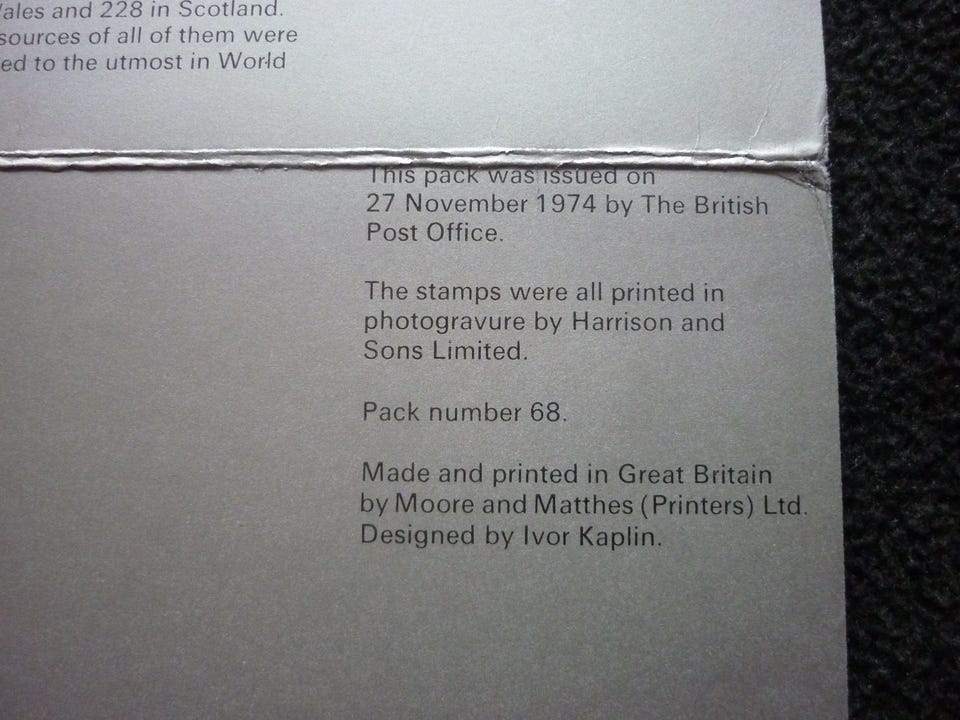 Wales and 228 in Scotland.
sources of all of them were
ed to the utmost in World
This pack was issued on
27 November 1974 by The British
Post Office.
The stamps were all printed in
photogravure by Harrison and
Sons Limited.
Pack number 68.
Made and printed in Great Britain
by Moore and Matthes (Printers) Ltd.
Designed by Ivor Kaplin.